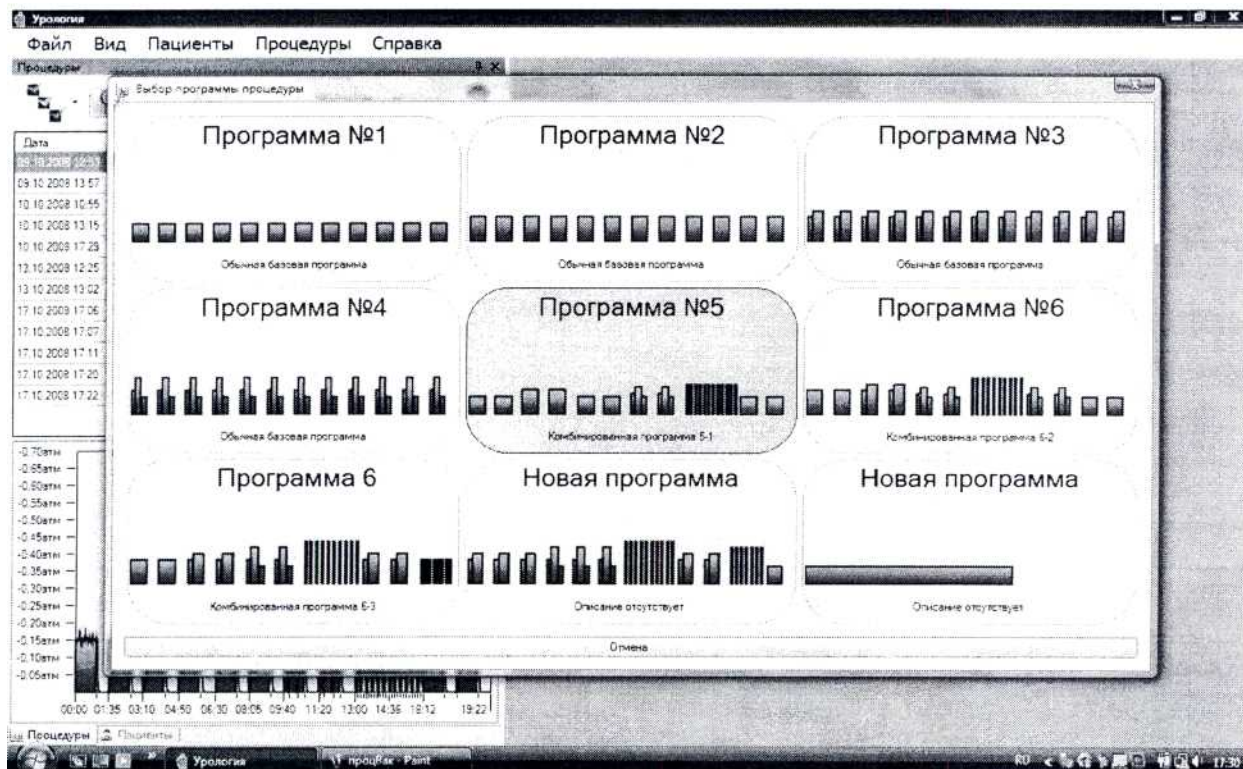 Урология
Файл Вид Пациенты Процедуры Справка
Процедуры
Выбор программы процедуры
Дата
09.10.2008 12:53
09.10.2008 13:57
10.10.2008 10:55
10.10.2008 13:15
10.10.2008 17:25
13.10.2008 12:25
13.10.2008 13:02
17.10.2008 17:06
17.10.2008 17:07
17.10.2008 17:11
17.10.2008 17:20
17.10.2008 17:22
Программа №1
Обычная базовая программа
Программа №2
Обычная базовая программа
Программа №3
Обычная базовая программа
Программа №4
Обычная базовая программа
Программа №5
Комбинированная программа 5-1
Программа №6
Комбинированная программа 6-2
Программа 6
Комбинированная программа 6-3
Новая программа
Описание отсутствует
Новая программа
Описание отсутствует
Отмена
-0.70атм
-0.65атм
-0.60атм
-0.55атм
-0.50атм
-0.45атм
-0.40атм
-0.35атм
-0.30атм
-0.25атм
-0.20атм
-0.15атм
-0.10атм
-0.05атм
00:00 01:35 03:10 04:50 06:30 08:05 09:40 11:20 13:00 14:36 16:12 19:22
Процедуры Пациенты
Урология процВак - Paint RU 17:30